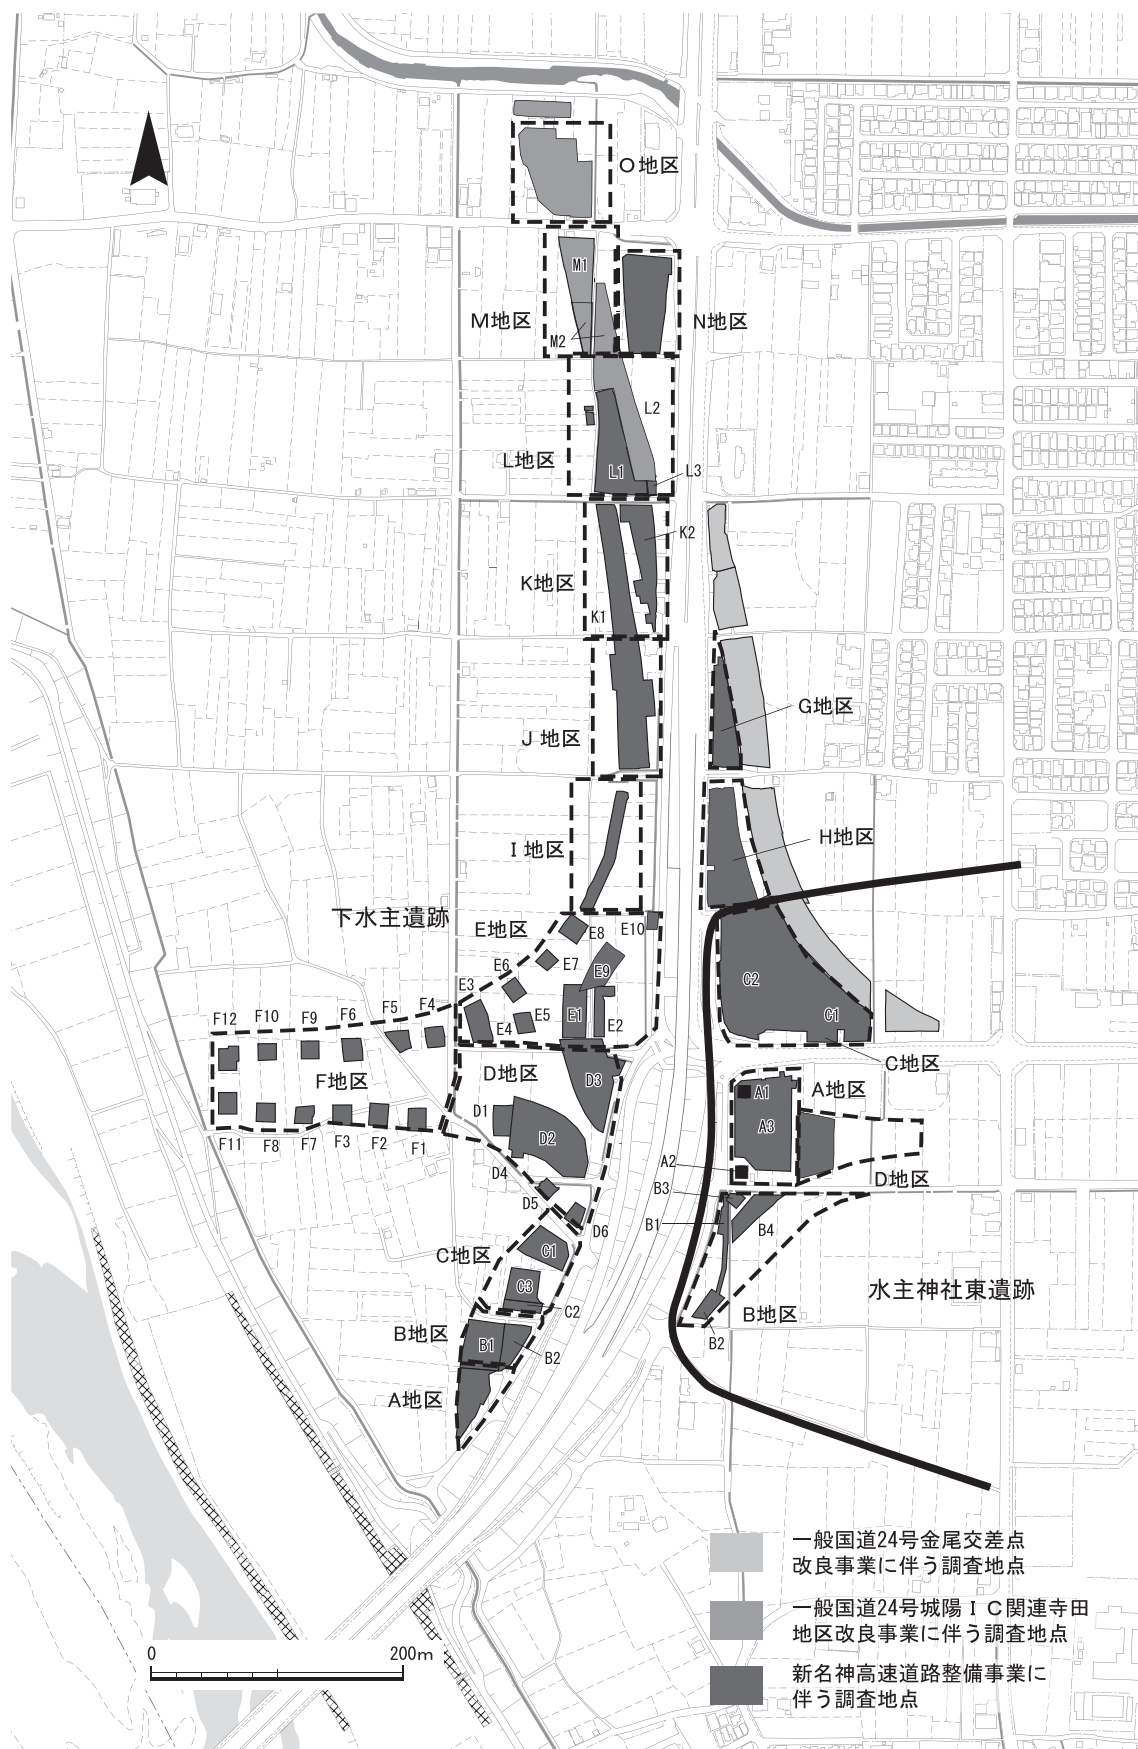 O地区
M1
M地区
M2
N地区
L2
L地区
L1
L3
K2
K地区
K1
G地区
J地区
H地区
I地区
下水主遺跡
E地区
E8
E10
E7
E6
E9
E3
C2
F5
F4
E5
E4
E1
E2
C1
F12
F10
F9
F6
C地区
D地区
D3
F地区
A1
A地区
D1
A3
D2
F11
F8
F7
F3
F2
F1
A2
D4
D地区
B3
D5
B1
B4
D6
C地区
C1
C3
水主神社東遺跡
C2
B地区
B地区
B1
B2
B2
A地区
一般国道24号金尾交差点
改良事業に伴う調査地点
一般国道24号城陽ＩＣ関連寺田
地区改良事業に伴う調査地点
新名神高速道路整備事業に
伴う調査地点
0
200m